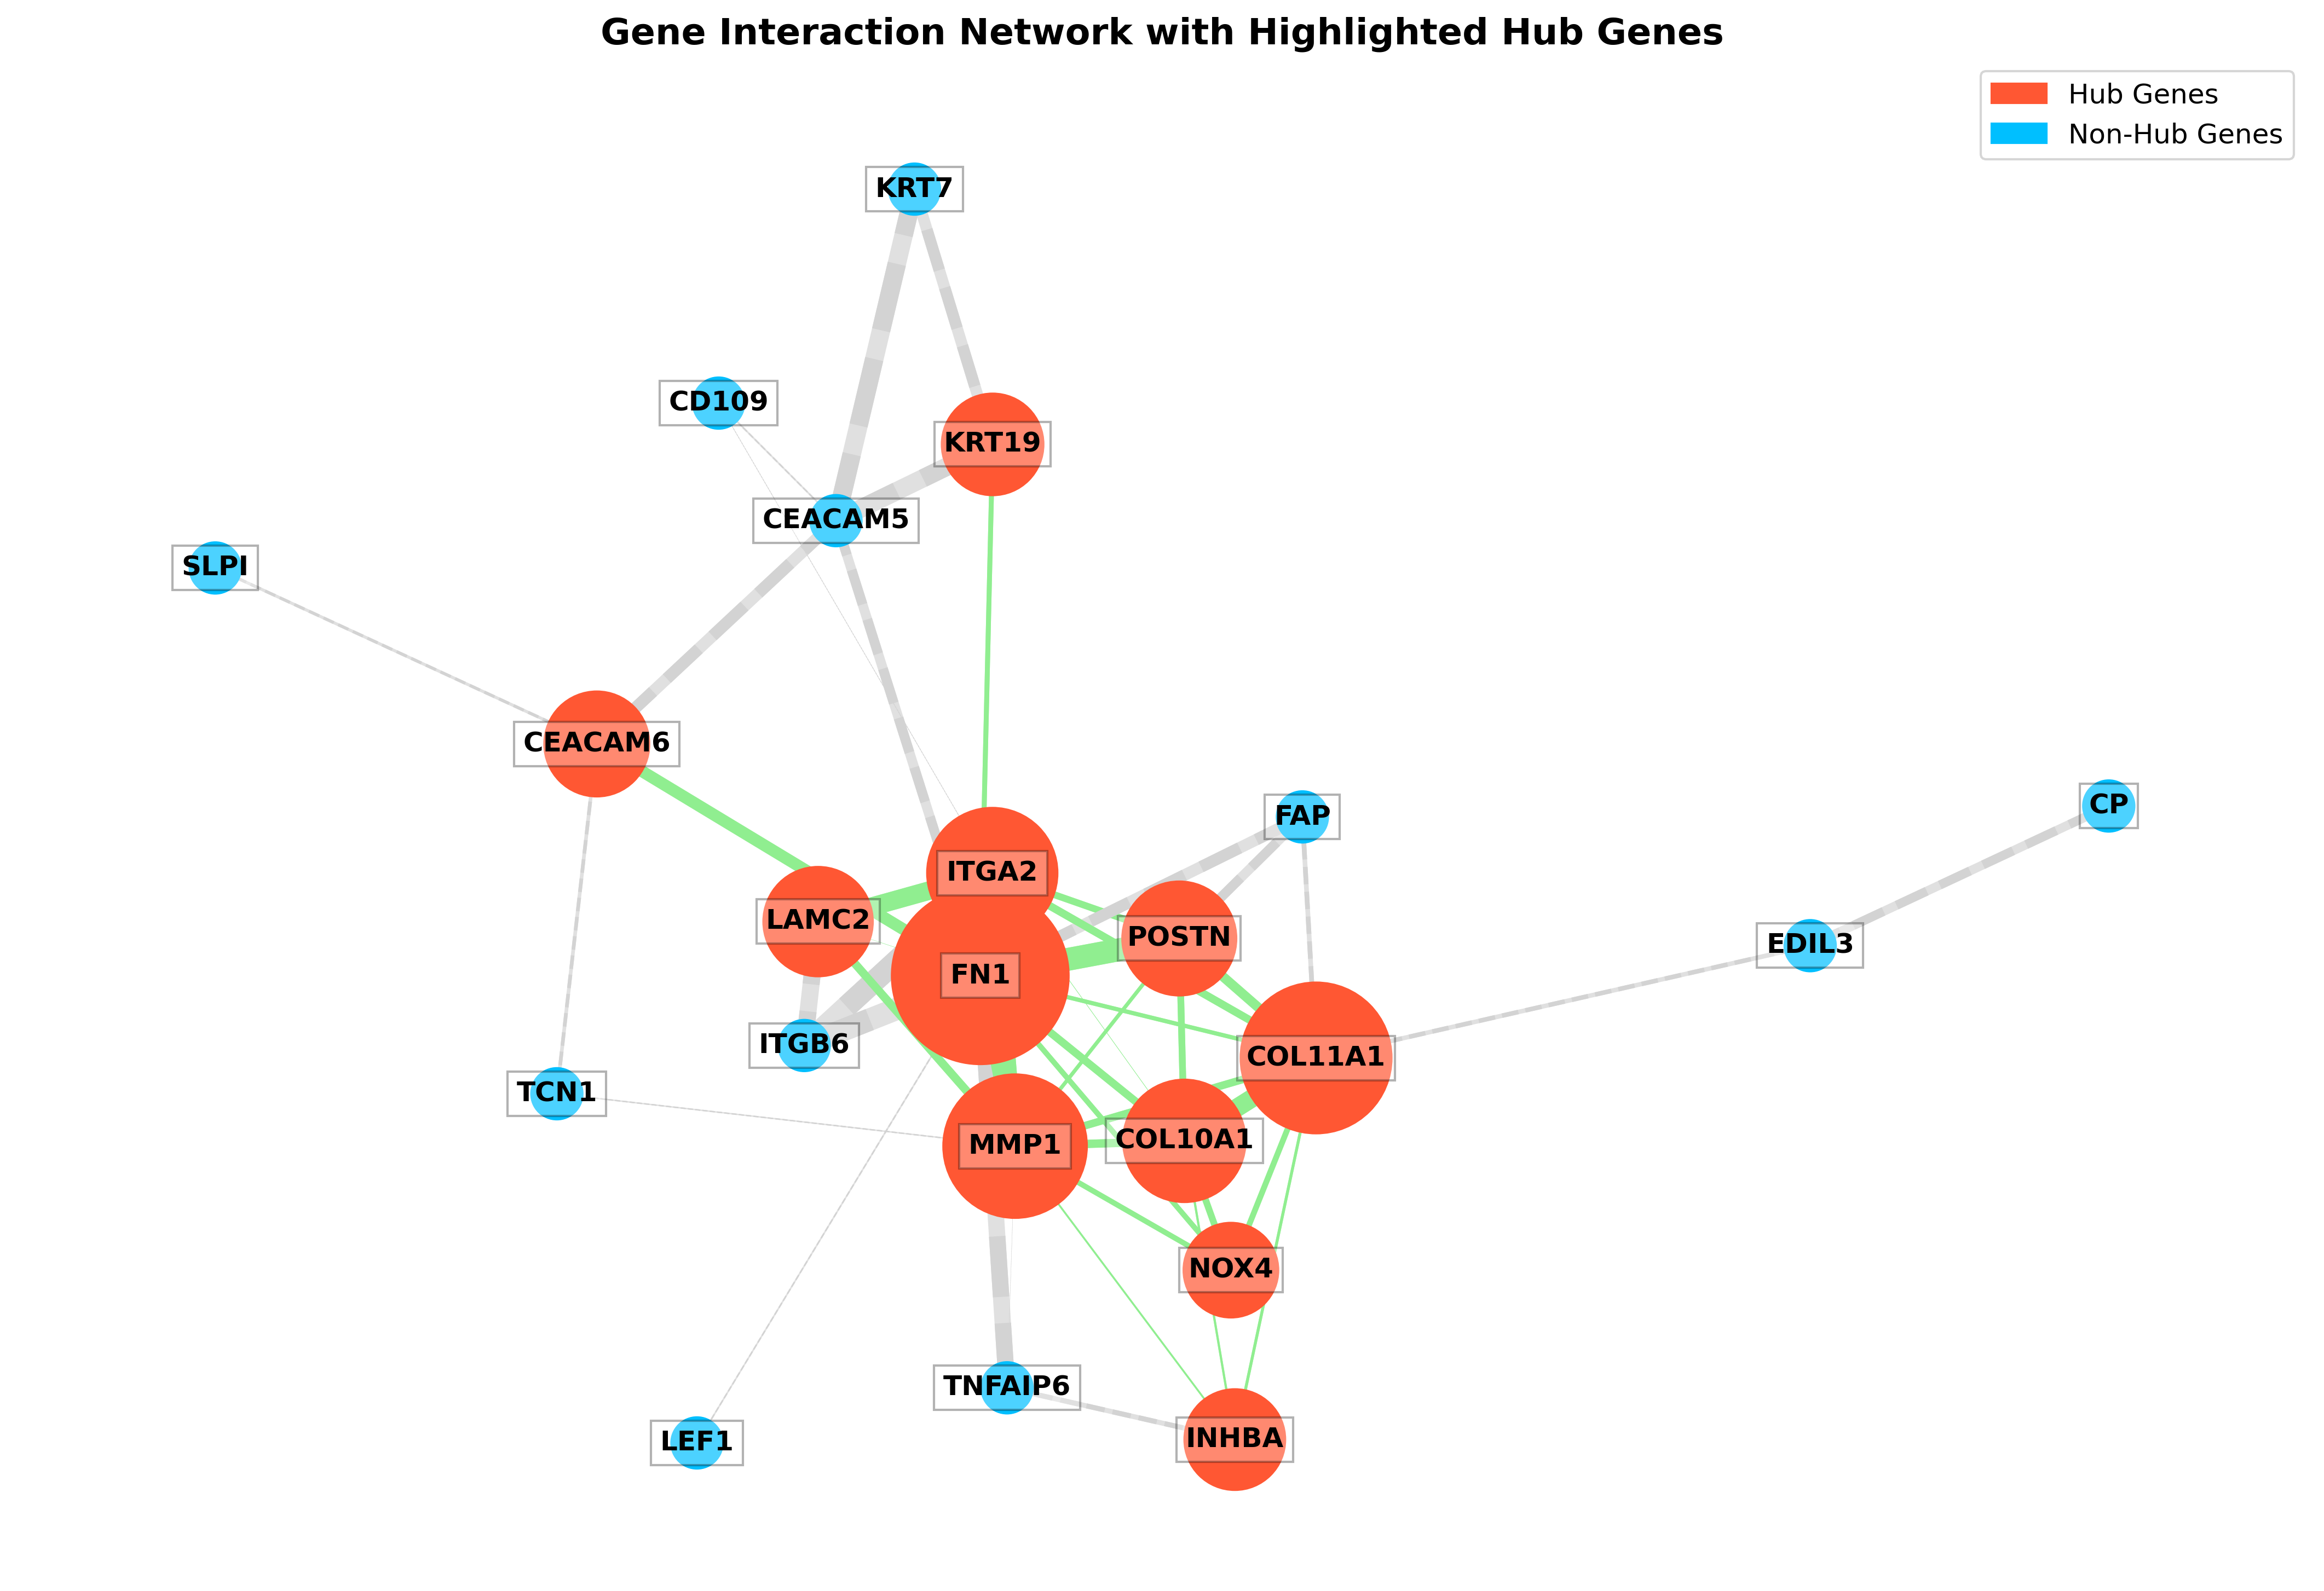 Gene Interaction Network with Highlighted Hub Genes
Hub Genes
Non-Hub Genes
KRT7
CD109
KRT19
CEACAM5
SLPI
CEACAM6
CP
FAP
ITGA2
LAMC2
POSTN
EDIL3
FN1
ITGB6
COL11A1
TCN1
COL10A1
MMP1
NOX4
TNFAIP6
LEF1
INHBA